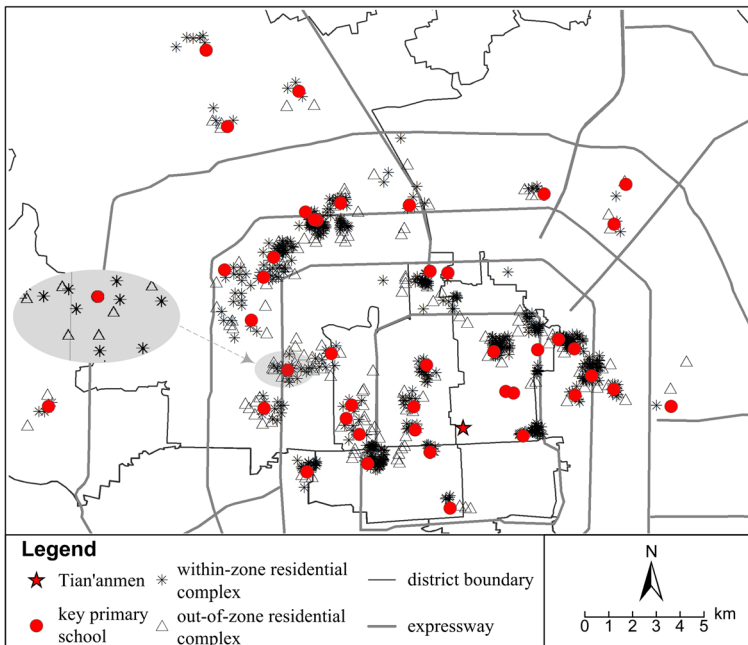 Legend
Tian'anmen
within-zone residential
complex
district boundary
key primary
school
out-of-zone residential
complex
expressway
N
km
0 1 2 3 4 5